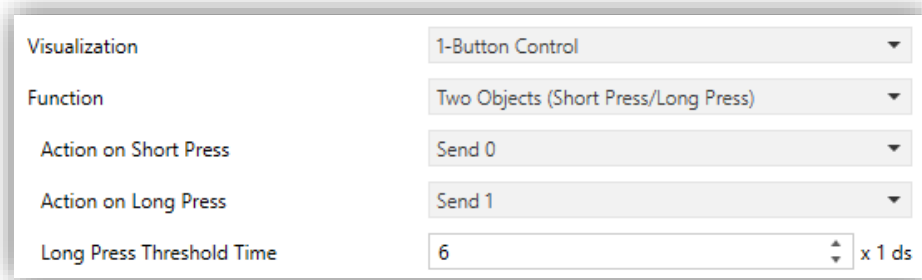 Visualization 1-Button Control
Function Two Objects (Short Press/Long Press)
Action on Short Press Send 0
Action on Long Press Send 1
Long Press Threshold Time 6 x 1 ds